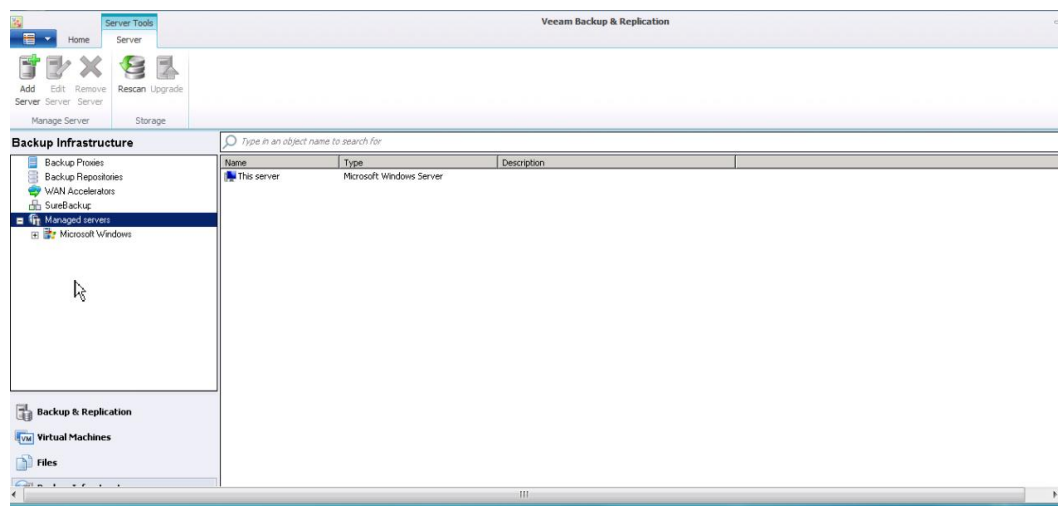 Server Tools
Veeam Backup & Replication
Home
Server
Add Server
Edit Server
Remove Server
Rescan
Upgrade
Manage Server
Storage
Backup Infrastructure
Type in an object name to search for
Backup Proxies
Backup Repositories
WAN Accelerators
SureBackup
Managed servers
Microsoft Windows
Name
Type
Description
This server
Microsoft Windows Server
Backup & Replication
VM
Virtual Machines
Files